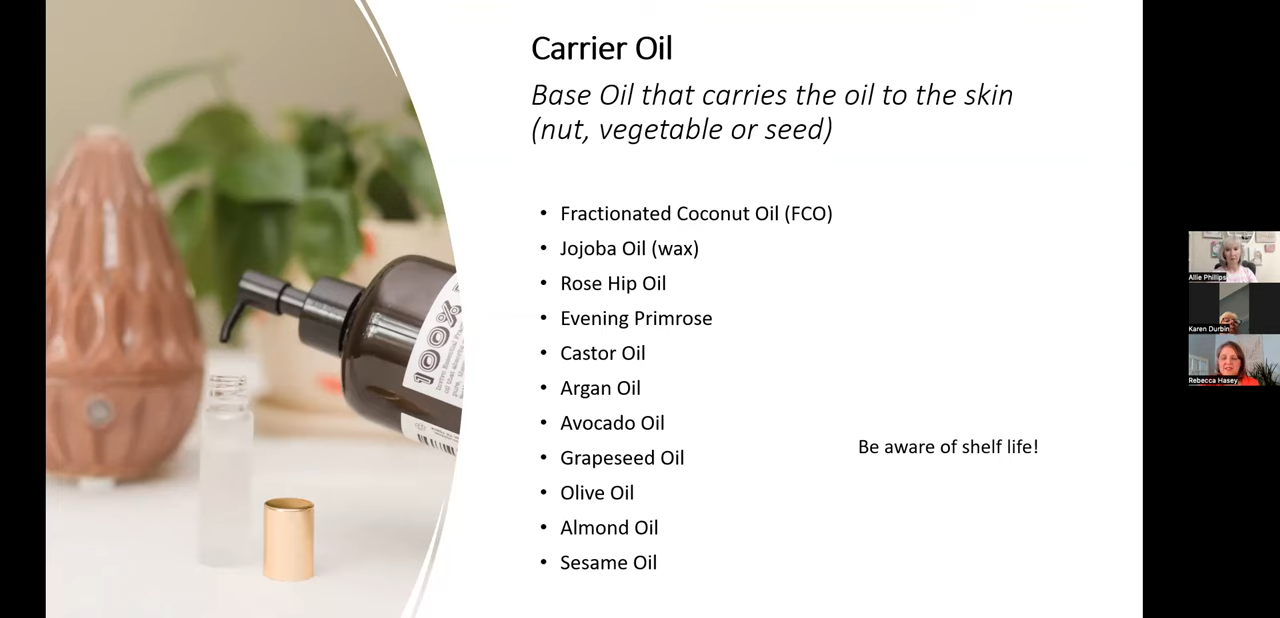 Carrier Oil
Base Oil that carries the oil to the skin
(nut, vegetable or seed)
• Fractionated Coconut Oil (FCO)
• Jojoba Oil (wax)
• Rose Hip Oil
• Evening Primrose
• Castor Oil
• Argan Oil
• Avocado Oil
• Grapeseed Oil
• Olive Oil
• Almond Oil
• Sesame Oil
Be aware of shelf life!
100%
Allie Phillips
Karen Durbin
Rebecca Hasey